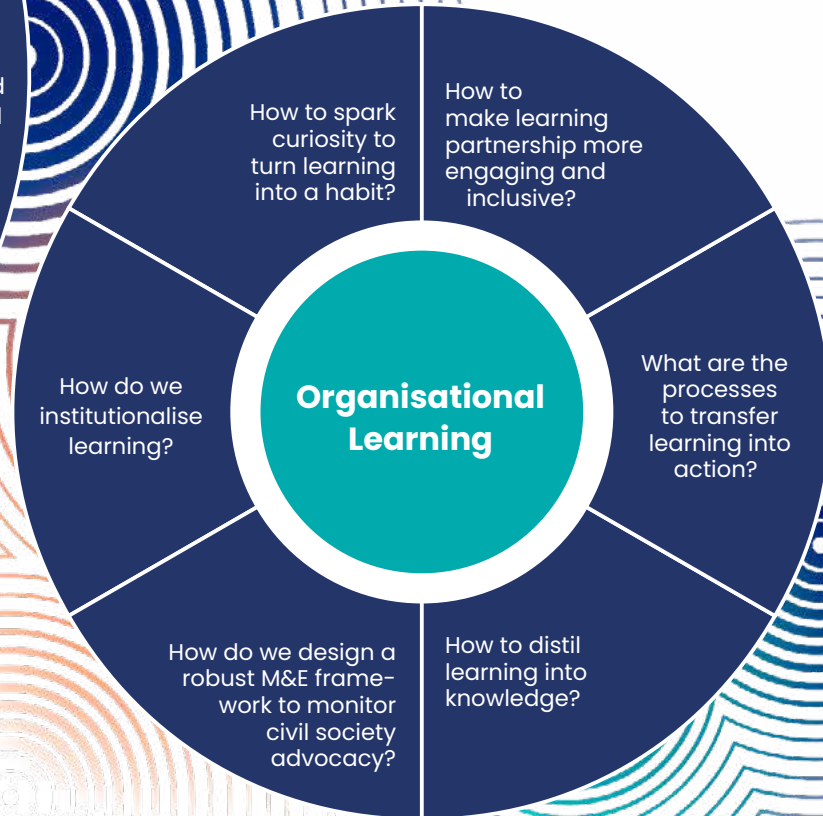 How to spark
curiosity to
turn learning
into a habit?
How to
make learning
partnership more
engaging and
inclusive?
What are the
processes
to transfer
learning into
action?
How to distil
learning into
knowledge?
How do we design a
robust M&E frame-
work to monitor
civil society
advocacy?
How do we
institutionalise
learning?
Organisational
Learning